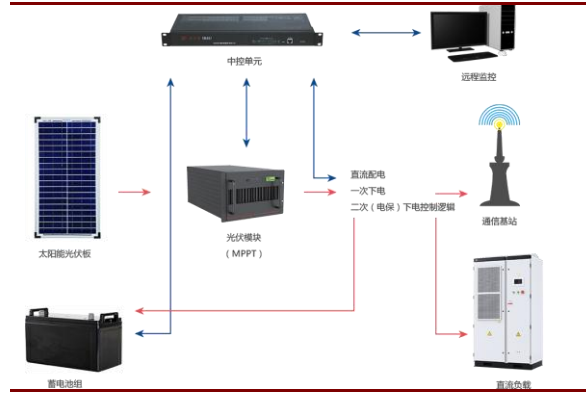 中控单元
远程监控
直流配电
一次下电
二次（电保）下电控制逻辑
通信基站
太阳能光伏板
光伏模块
（MPPT）
蓄电池组
直流负载